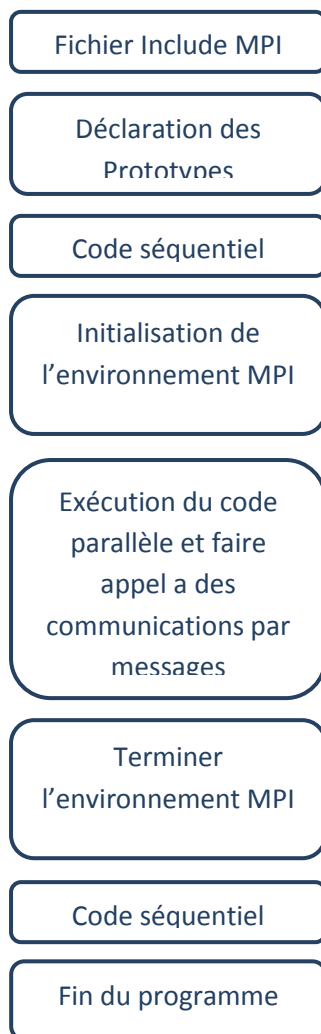 Fichier Include MPI
Déclaration des
Prototypes
Code séquentiel
Initialisation de
l’environnement MPI
Exécution du code
parallèle et faire
appel a des
communications par
messages
Terminer
l’environnement MPI
Code séquentiel
Fin du programme